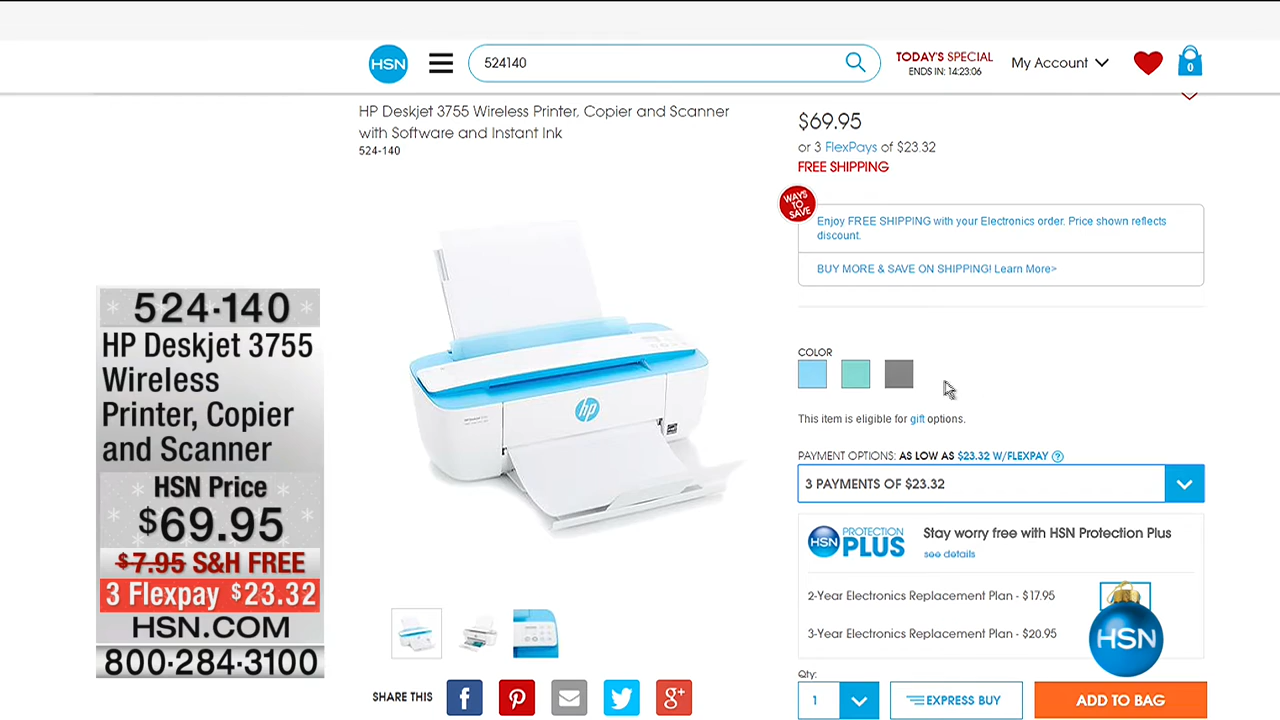 HSN
524140
TODAY'S SPECIAL
ENDS IN: 14:23:06
My Account
0
HP Deskjet 3755 Wireless Printer, Copier and Scanner
with Software and Instant Ink
524-140
$69.95
or 3 FlexPays of $23.32
FREE SHIPPING
WAYS
TO
SAVE
Enjoy FREE SHIPPING with your Electronics order. Price shown reflects
discount.
BUY MORE & SAVE ON SHIPPING! Learn More>
COLOR
This item is eligible for gift options.
PAYMENT OPTIONS: AS LOW AS $23.32 W/FLEXPAY ?
3 PAYMENTS OF $23.32
HSN PROTECTION
PLUS
Stay worry free with HSN Protection Plus
see details
2-Year Electronics Replacement Plan - $17.95
3-Year Electronics Replacement Plan - $20.95
HSN
Qty:
1
EXPRESS BUY
ADD TO BAG
hp
SHARE THIS
f
g+
524-140
HP Deskjet 3755
Wireless
Printer, Copier
and Scanner
HSN Price
$69.95
$7.95 S&H FREE
3 Flexpay $23.32
HSN.COM
800-284-3100